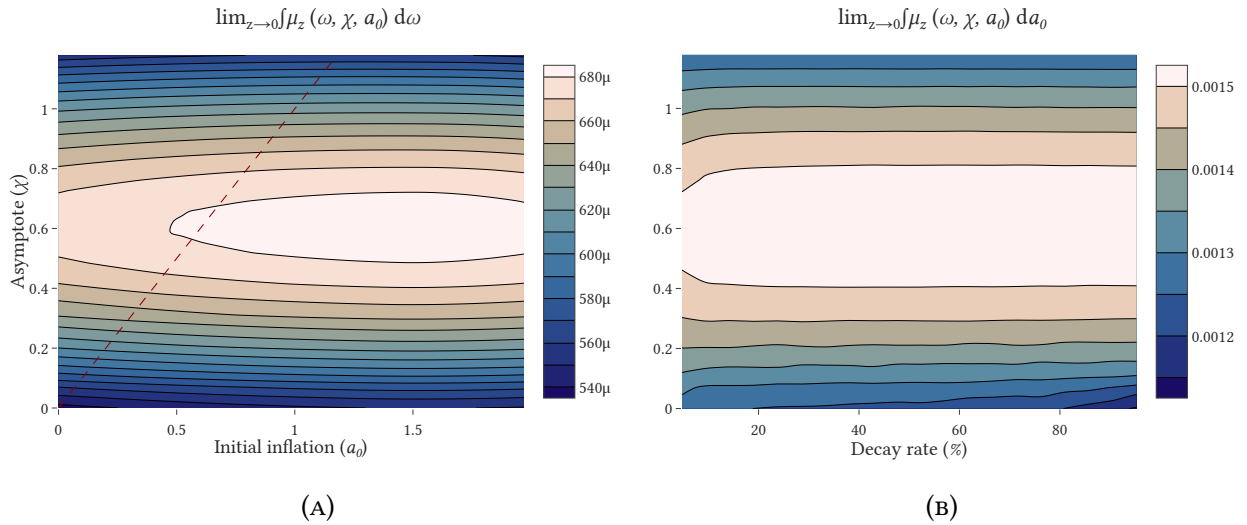 lim_{z→0}∫μ_z (ω, χ, a_0) dω
680μ
660μ
640μ
620μ
600μ
580μ
560μ
540μ
1
0.8
0.6
0.4
0.2
0
Asymptote (χ)
0 0.5 1 1.5
Initial inflation (a_0)
(A)
lim_{z→0}∫μ_z (ω, χ, a_0) da_0
0.0015
0.0014
0.0013
0.0012
1
0.8
0.6
0.4
0.2
0
20 40 60 80
Decay rate (%)
(B)